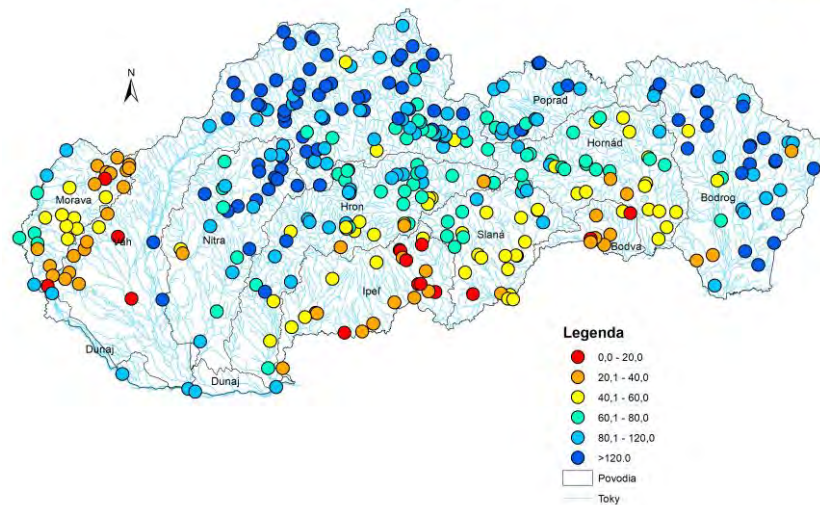 N
Poprad
Hornád
Morava
Bodrog
Hron
Váh
Nitra
Slaná
Bodva
Ipeľ
Dunaj
Dunaj
Legenda
0,0 - 20,0
20,1 - 40,0
40,1 - 60,0
60,1 - 80,0
80,1 - 120,0
>120.0
Povodia
Toky